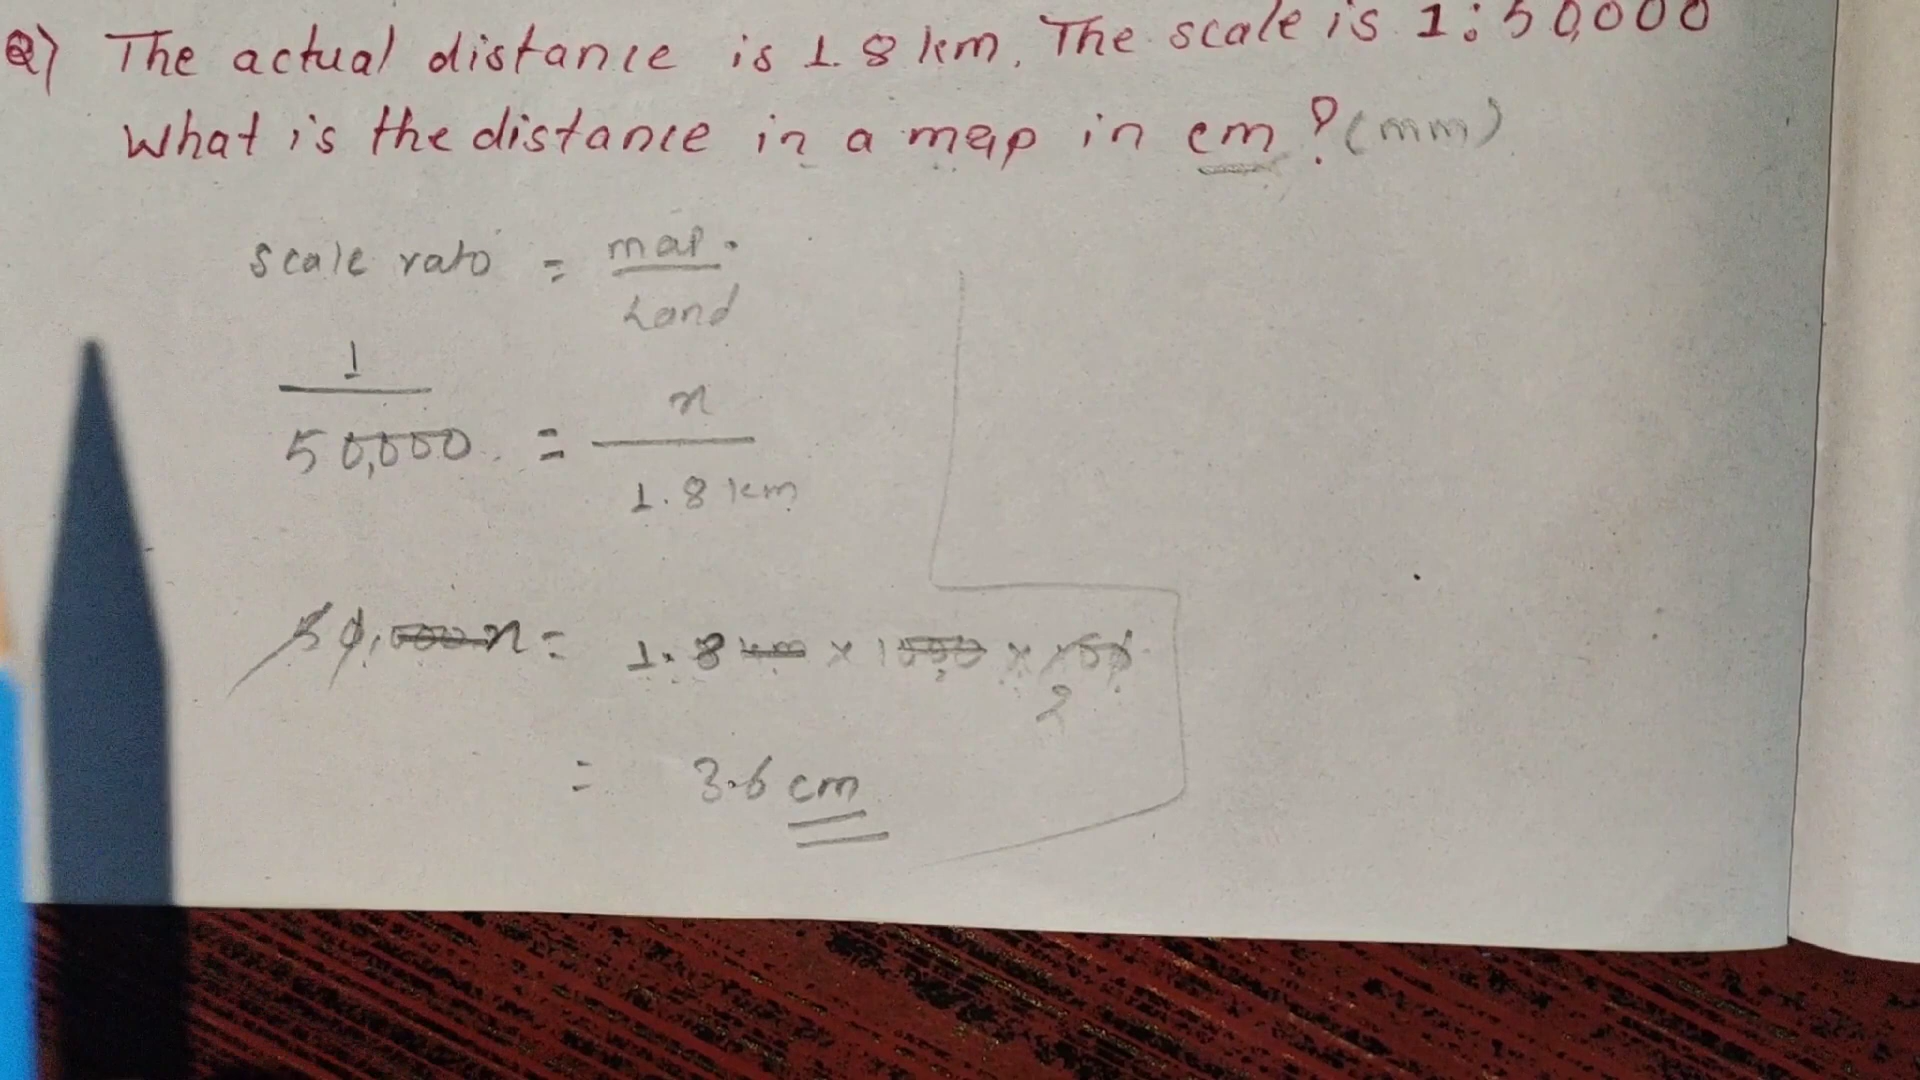 Q) The actual distance is 1.8 km. The scale is 1:50,000
What is the distance in a map in cm? (mm)
scale rato = map.
Land
1
50,000 = x
1.8 km
50,000x = 1.8 km x 1000 x 100
2
= 3.6 cm